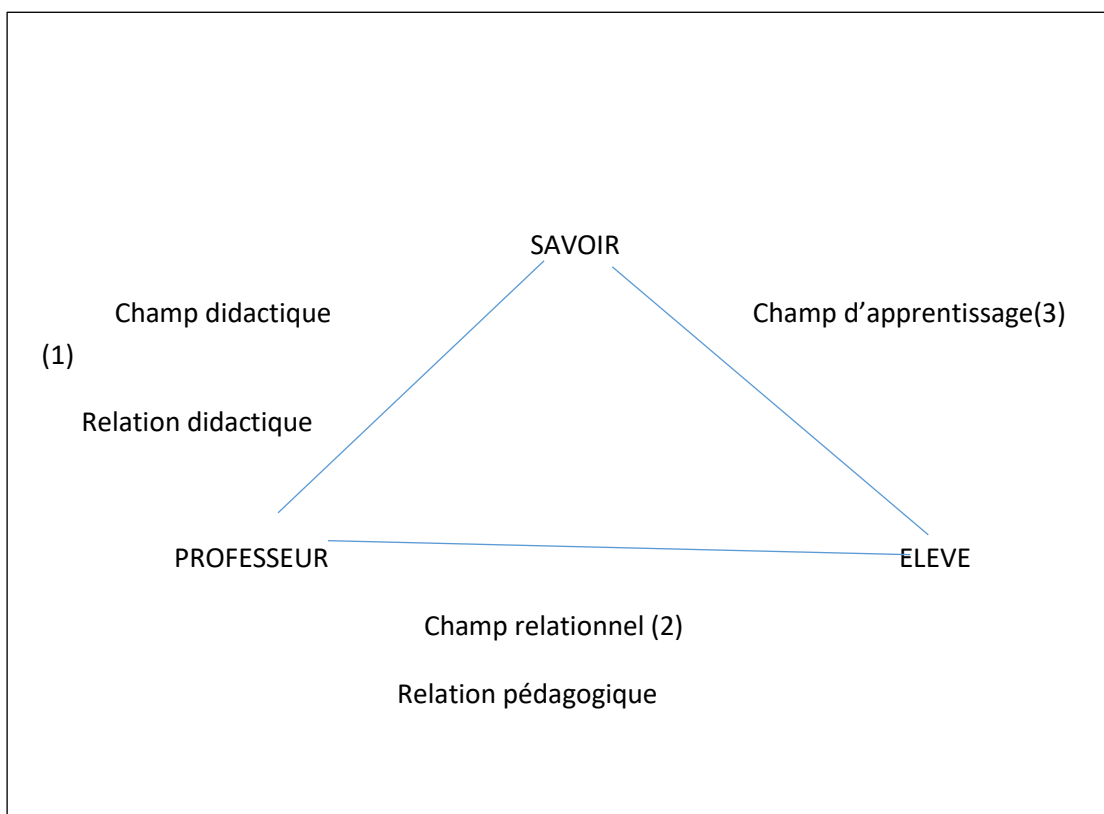 SAVOIR
Champ didactique
(1)
Champ d’apprentissage(3)
Relation didactique
PROFESSEUR
ELEVE
Champ relationnel (2)
Relation pédagogique